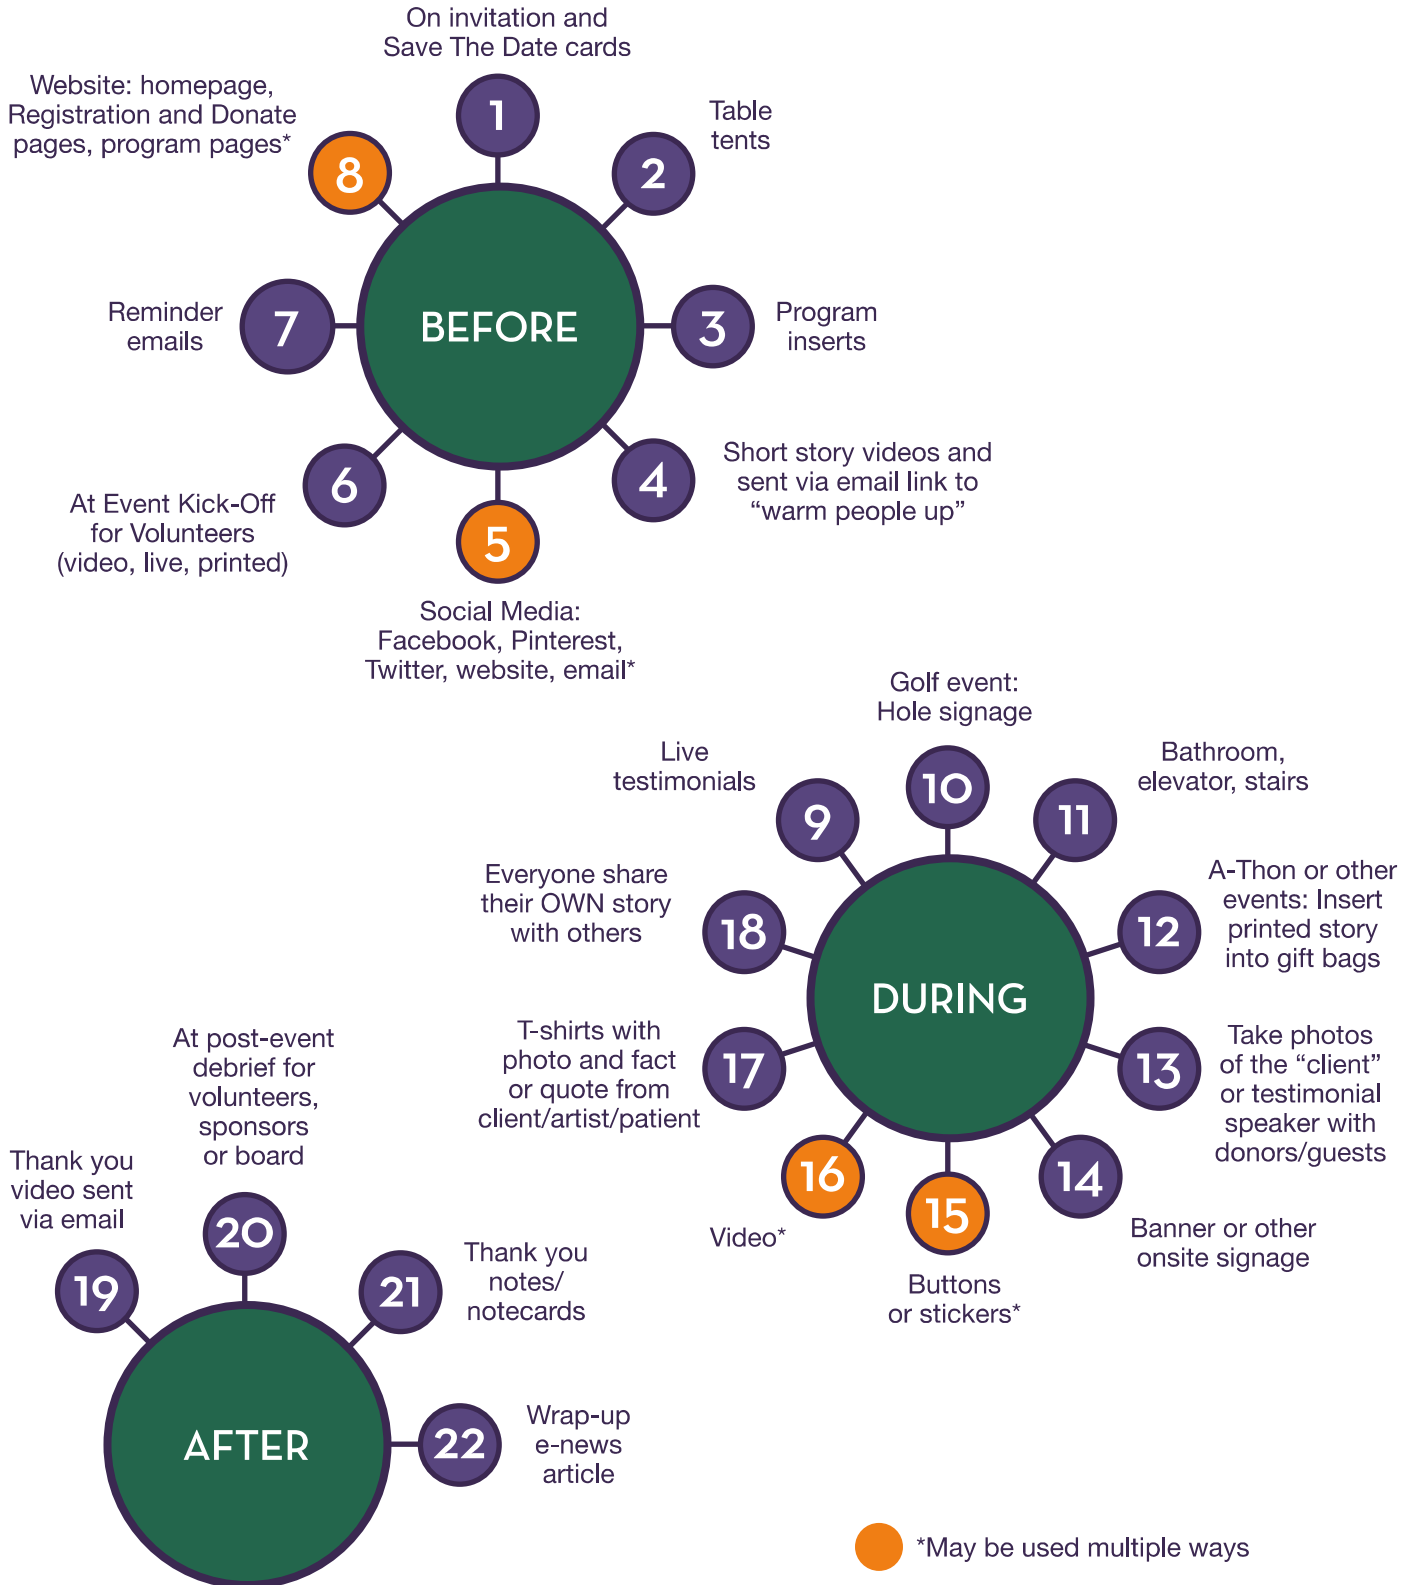 On invitation and
Save The Date cards
1
Table
tents
2
Program
inserts
3
Short story videos and
sent via email link to
“warm people up”
4
Social Media:
Facebook, Pinterest,
Twitter, website, email*
5
At Event Kick-Off
for Volunteers
(video, live, printed)
6
Reminder
emails
7
Website: homepage,
Registration and Donate
pages, program pages*
8
BEFORE
Live
testimonials
9
Golf event:
Hole signage
10
Bathroom,
elevator, stairs
11
A-Thon or other
events: Insert
printed story
into gift bags
12
Take photos
of the “client”
or testimonial
speaker with
donors/guests
13
Banner or other
onsite signage
14
Buttons
or stickers*
15
Video*
16
T-shirts with
photo and fact
or quote from
client/artist/patient
17
Everyone share
their OWN story
with others
18
DURING
Thank you
video sent
via email
19
At post-event
debrief for
volunteers,
sponsors
or board
20
Thank you
notes/
notecards
21
Wrap-up
e-news
article
22
AFTER
*May be used multiple ways